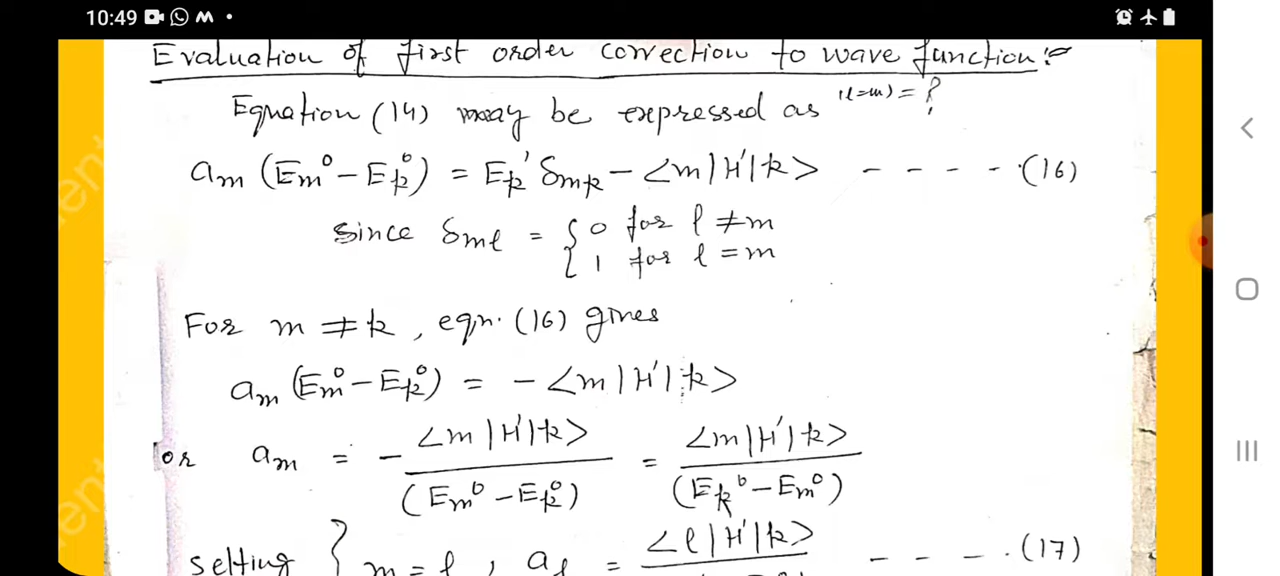 10:49
Evaluation of first order correction to wave function:-
Equation (14) may be expressed as (l=m) = ?
am (Em⁰ - Ek⁰) = Ek' δmk - <m|H'|k> - - - - ·(16)
since δml = { 0 for l ≠ m
1 for l = m
For m ≠ k, eqn. (16) gives
am (Em⁰ - Ek⁰) = - <m|H'|k>
or am = - <m|H'|k> / (Em⁰ - Ek⁰) = <m|H'|k> / (Ek⁰ - Em⁰)
setting } m = l, al = <l|H'|k> - - - - ·(17)